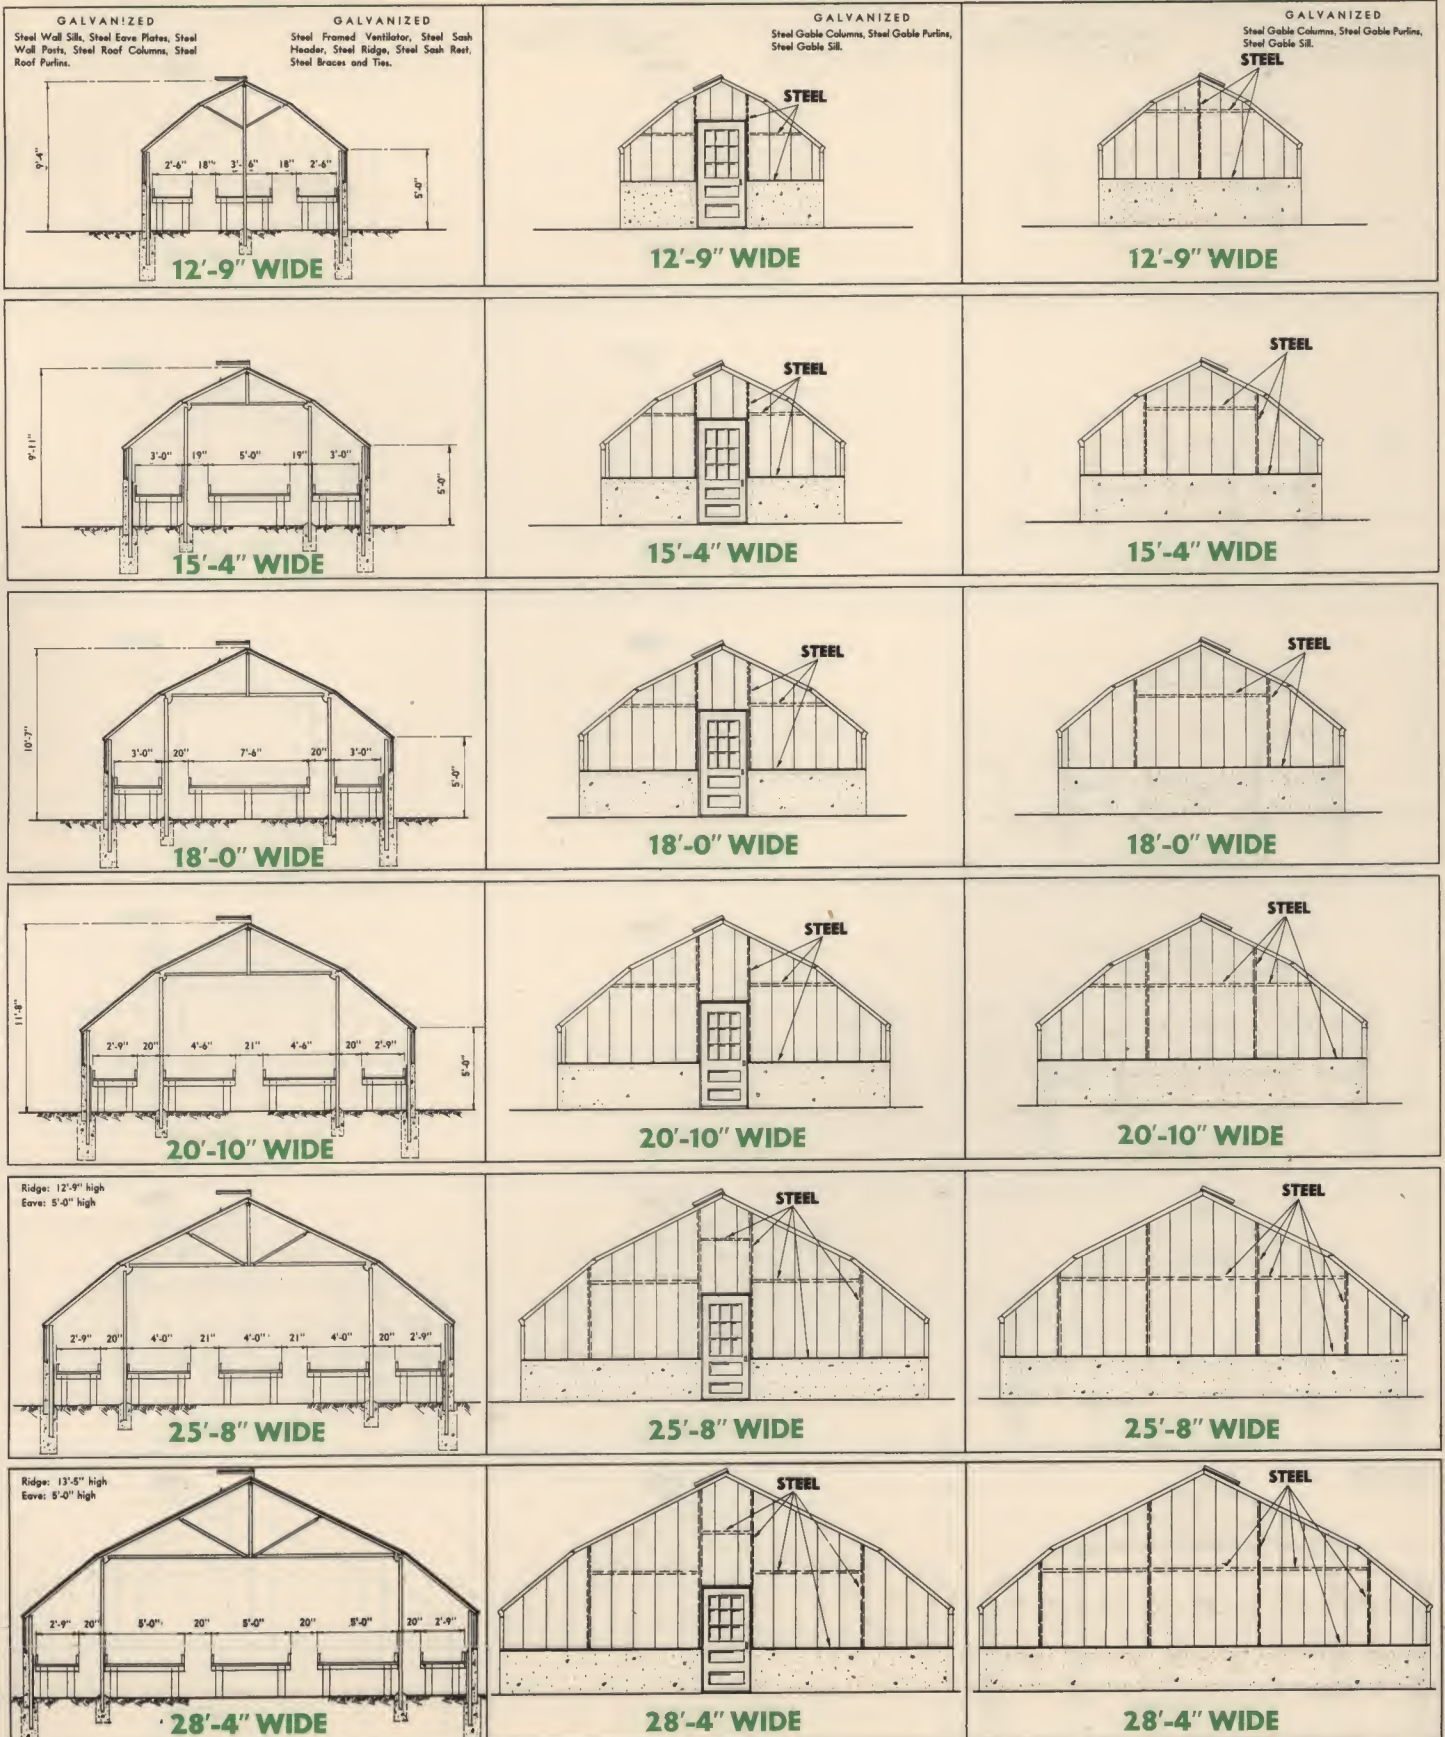 GALVANIZED
Steel Wall Sills, Steel Eave Plates, Steel
Wall Posts, Steel Roof Columns, Steel
Roof Purlins.
GALVANIZED
Steel Framed Ventilator, Steel Sash
Header, Steel Ridge, Steel Sash Rest,
Steel Braces and Ties.
9'-4"
2'-6" 18" 3'-6" 18" 2'-6"
5'-0"
12'-9" WIDE
GALVANIZED
Steel Gable Columns, Steel Gable Purlins,
Steel Gable Sill.
STEEL
12'-9" WIDE
GALVANIZED
Steel Gable Columns, Steel Gable Purlins,
Steel Gable Sill.
STEEL
12'-9" WIDE
9'-11"
3'-0" 19" 5'-0" 19" 3'-0"
5'-0"
15'-4" WIDE
STEEL
15'-4" WIDE
STEEL
15'-4" WIDE
10'-7"
3'-0" 20" 7'-6" 20" 3'-0"
5'-0"
18'-0" WIDE
STEEL
18'-0" WIDE
STEEL
18'-0" WIDE
11'-8"
2'-9" 20" 4'-6" 21" 4'-6" 20" 2'-9"
5'-0"
20'-10" WIDE
STEEL
20'-10" WIDE
STEEL
20'-10" WIDE
Ridge: 12'-9" high
Eave: 5'-0" high
2'-9" 20" 4'-0" 21" 4'-0" 21" 4'-0" 20" 2'-9"
25'-8" WIDE
STEEL
25'-8" WIDE
STEEL
25'-8" WIDE
Ridge: 13'-5" high
Eave: 5'-0" high
2'-9" 20" 5'-0" 20" 5'-0" 20" 5'-0" 20" 2'-9"
28'-4" WIDE
STEEL
28'-4" WIDE
STEEL
28'-4" WIDE